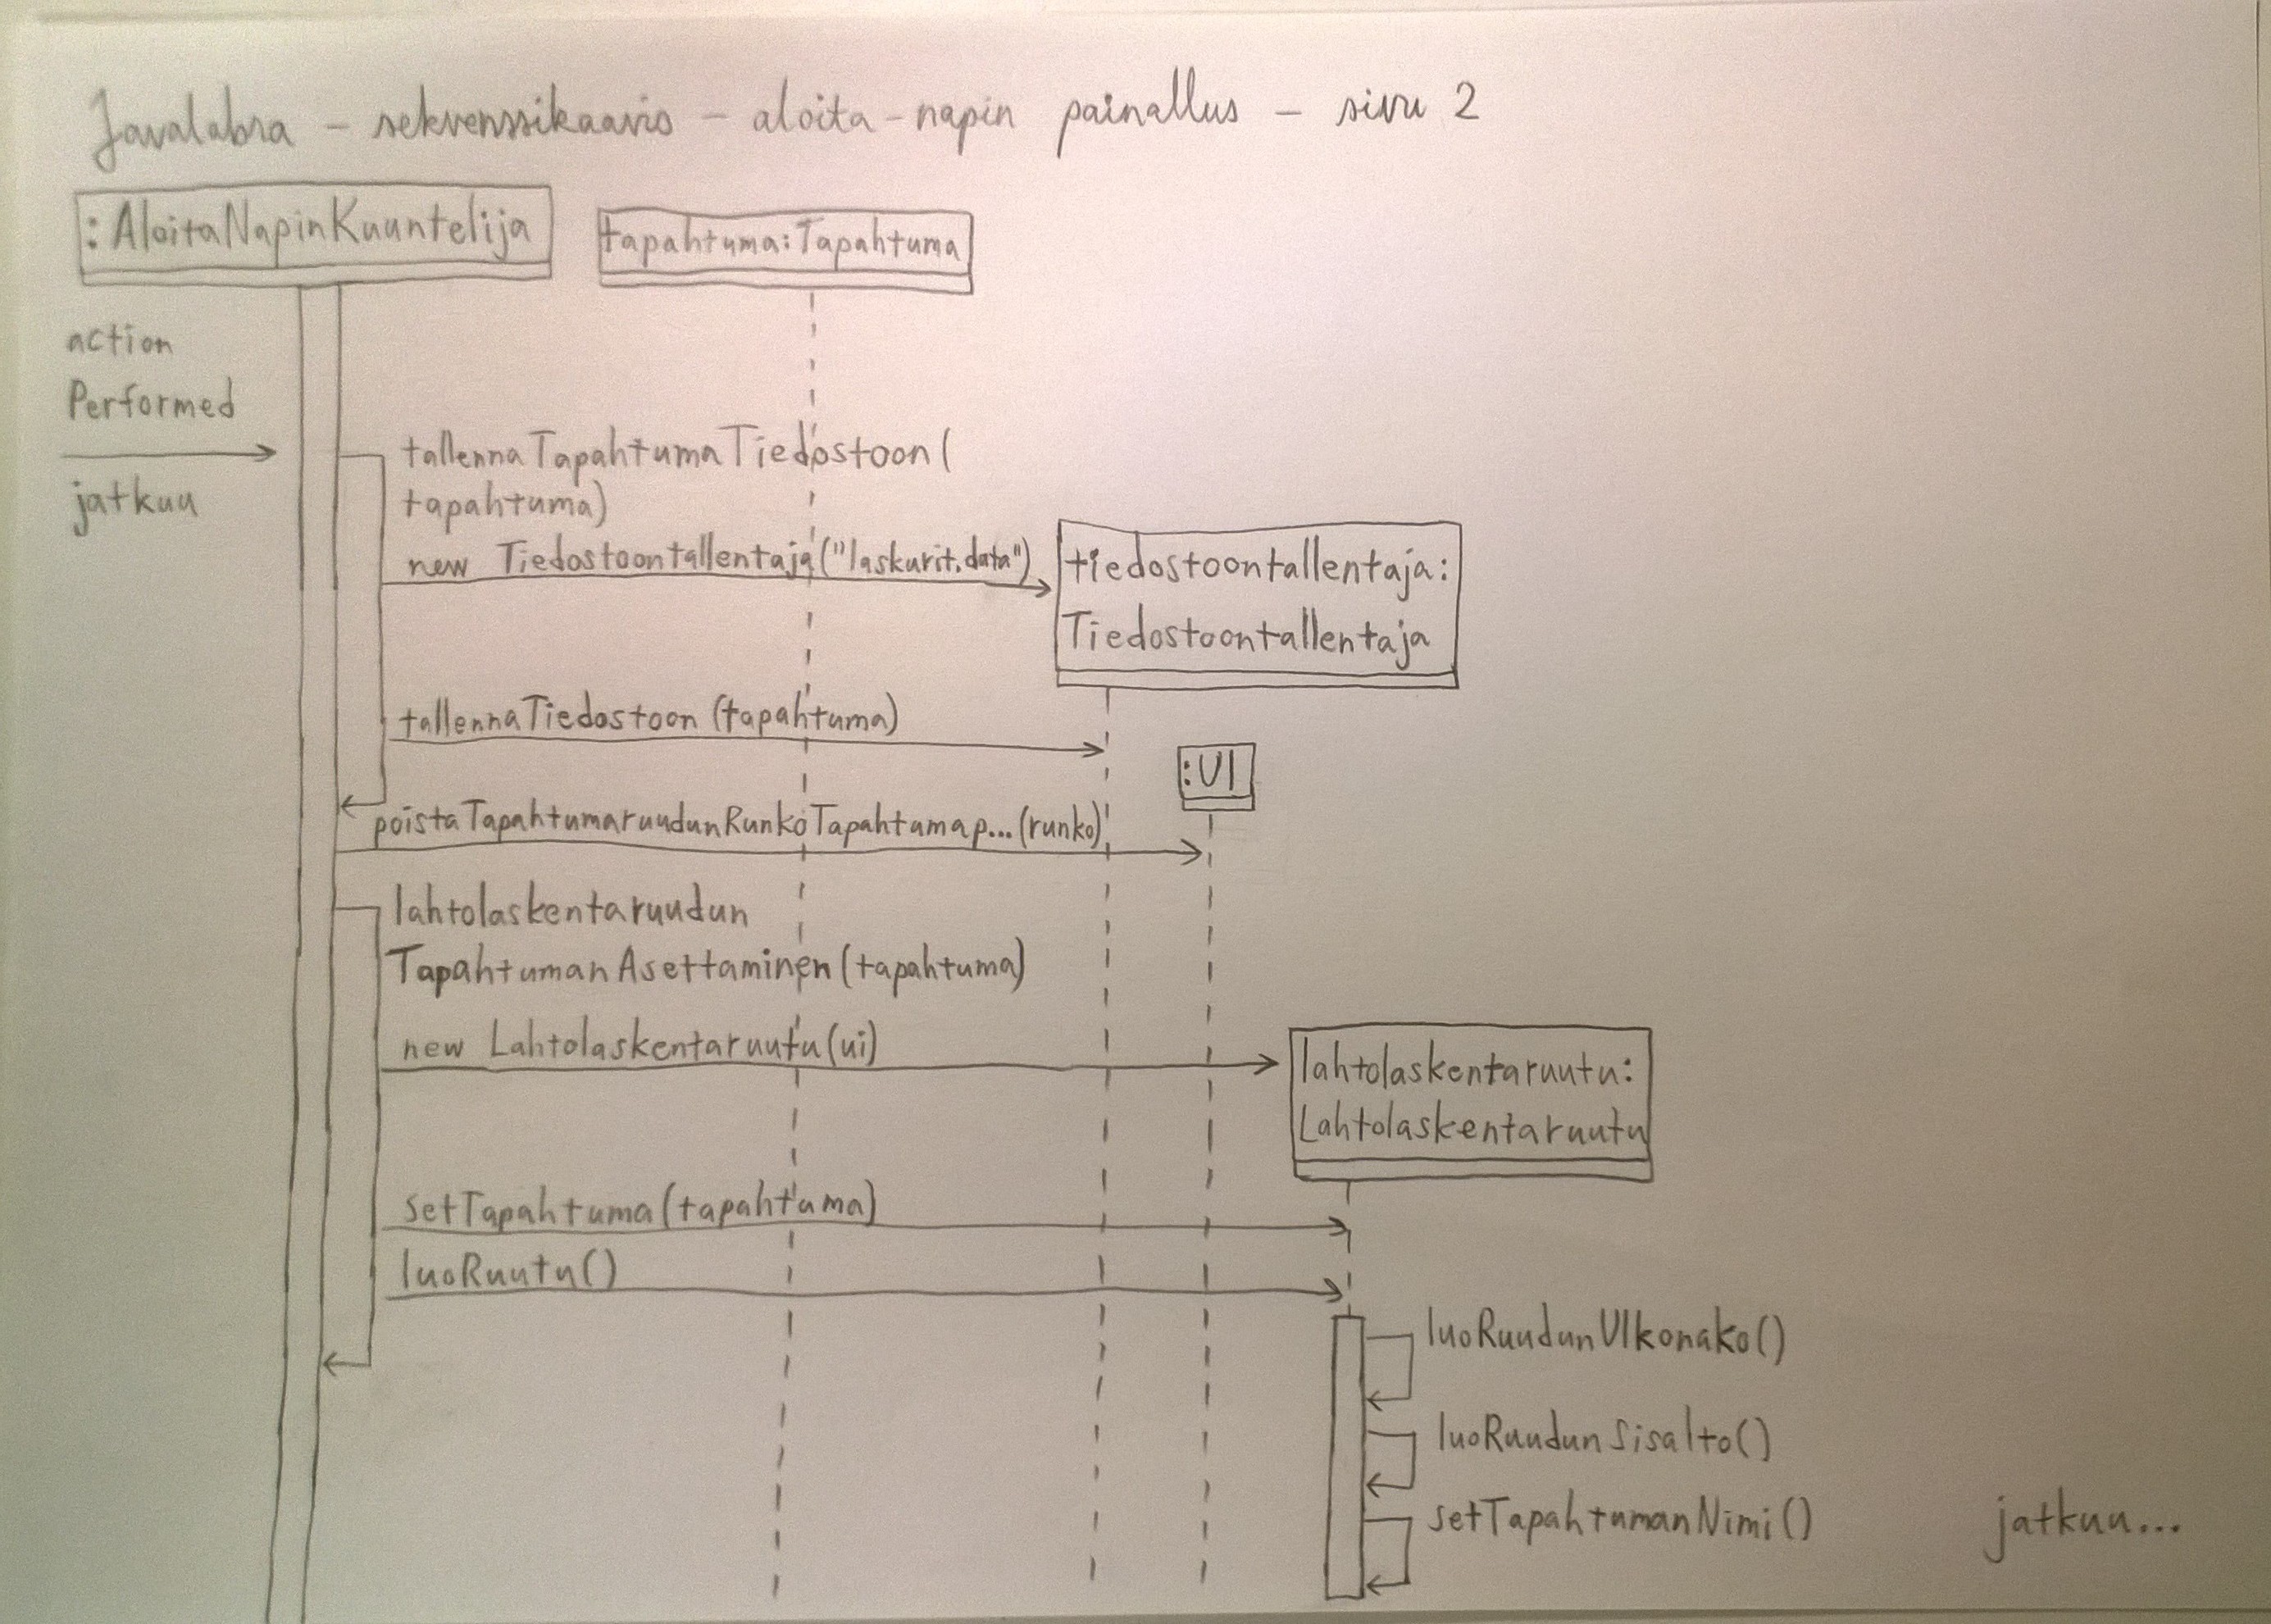 Javalabra – sekvenssikaavio – aloita-napin painallus – sivu 2
:AloitaNapinKuuntelija
tapahtuma:Tapahtuma
action
Performed
jatkuu
tallennaTapahtumaTiedostoon(
tapahtuma)
new Tiedostoontallentaja("laskurit.data")
tiedostoontallentaja:
Tiedostoontallentaja
tallennaTiedostoon(tapahtuma)
:UI
poistaTapahtumaruudunRunkoTapahtumap...(runko)
lahtolaskentaruudun
TapahtumanAsettaminen(tapahtuma)
new Lahtolaskentaruutu(ui)
lahtolaskentaruutu:
Lahtolaskentaruutu
setTapahtuma(tapahtuma)
luoRuutu()
luoRuudunUlkonako()
luoRuudunSisalto()
setTapahtumanNimi()
jatkuu...